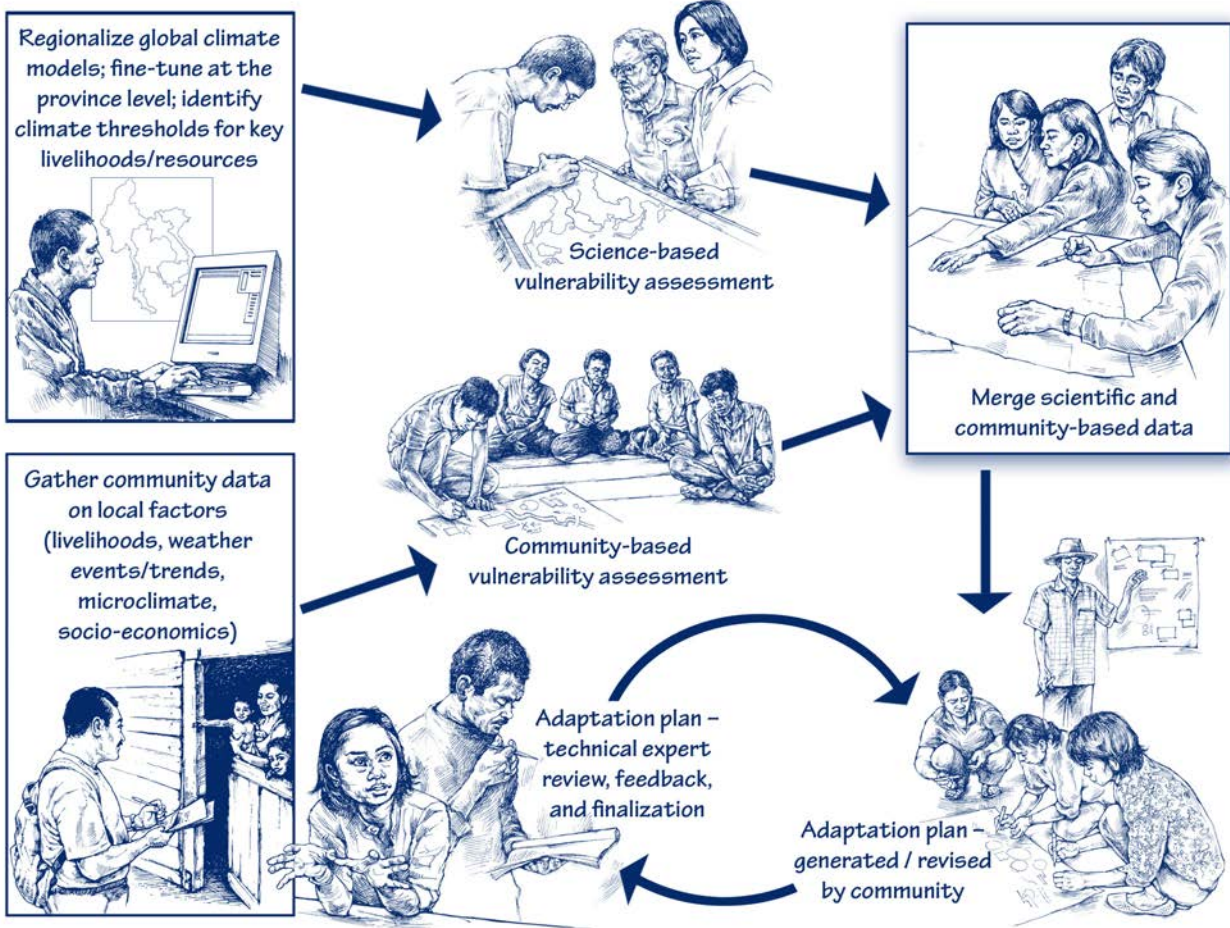 Regionalize global climate
models; fine-tune at the
province level; identify
climate thresholds for key
livelihoods/resources
Science-based
vulnerability assessment
Merge scientific and
community-based data
Gather community data
on local factors
(livelihoods, weather
events/trends,
microclimate,
socio-economics)
Community-based
vulnerability assessment
Adaptation plan –
technical expert
review, feedback,
and finalization
Adaptation plan –
generated / revised
by community